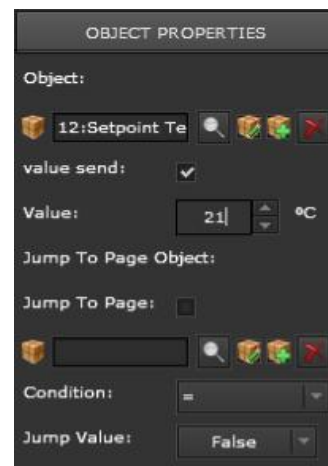 OBJECT PROPERTIES
Object:
12:Setpoint Te
value send:
Value: 21 ºC
Jump To Page Object:
Jump To Page:
Condition: =
Jump Value: False